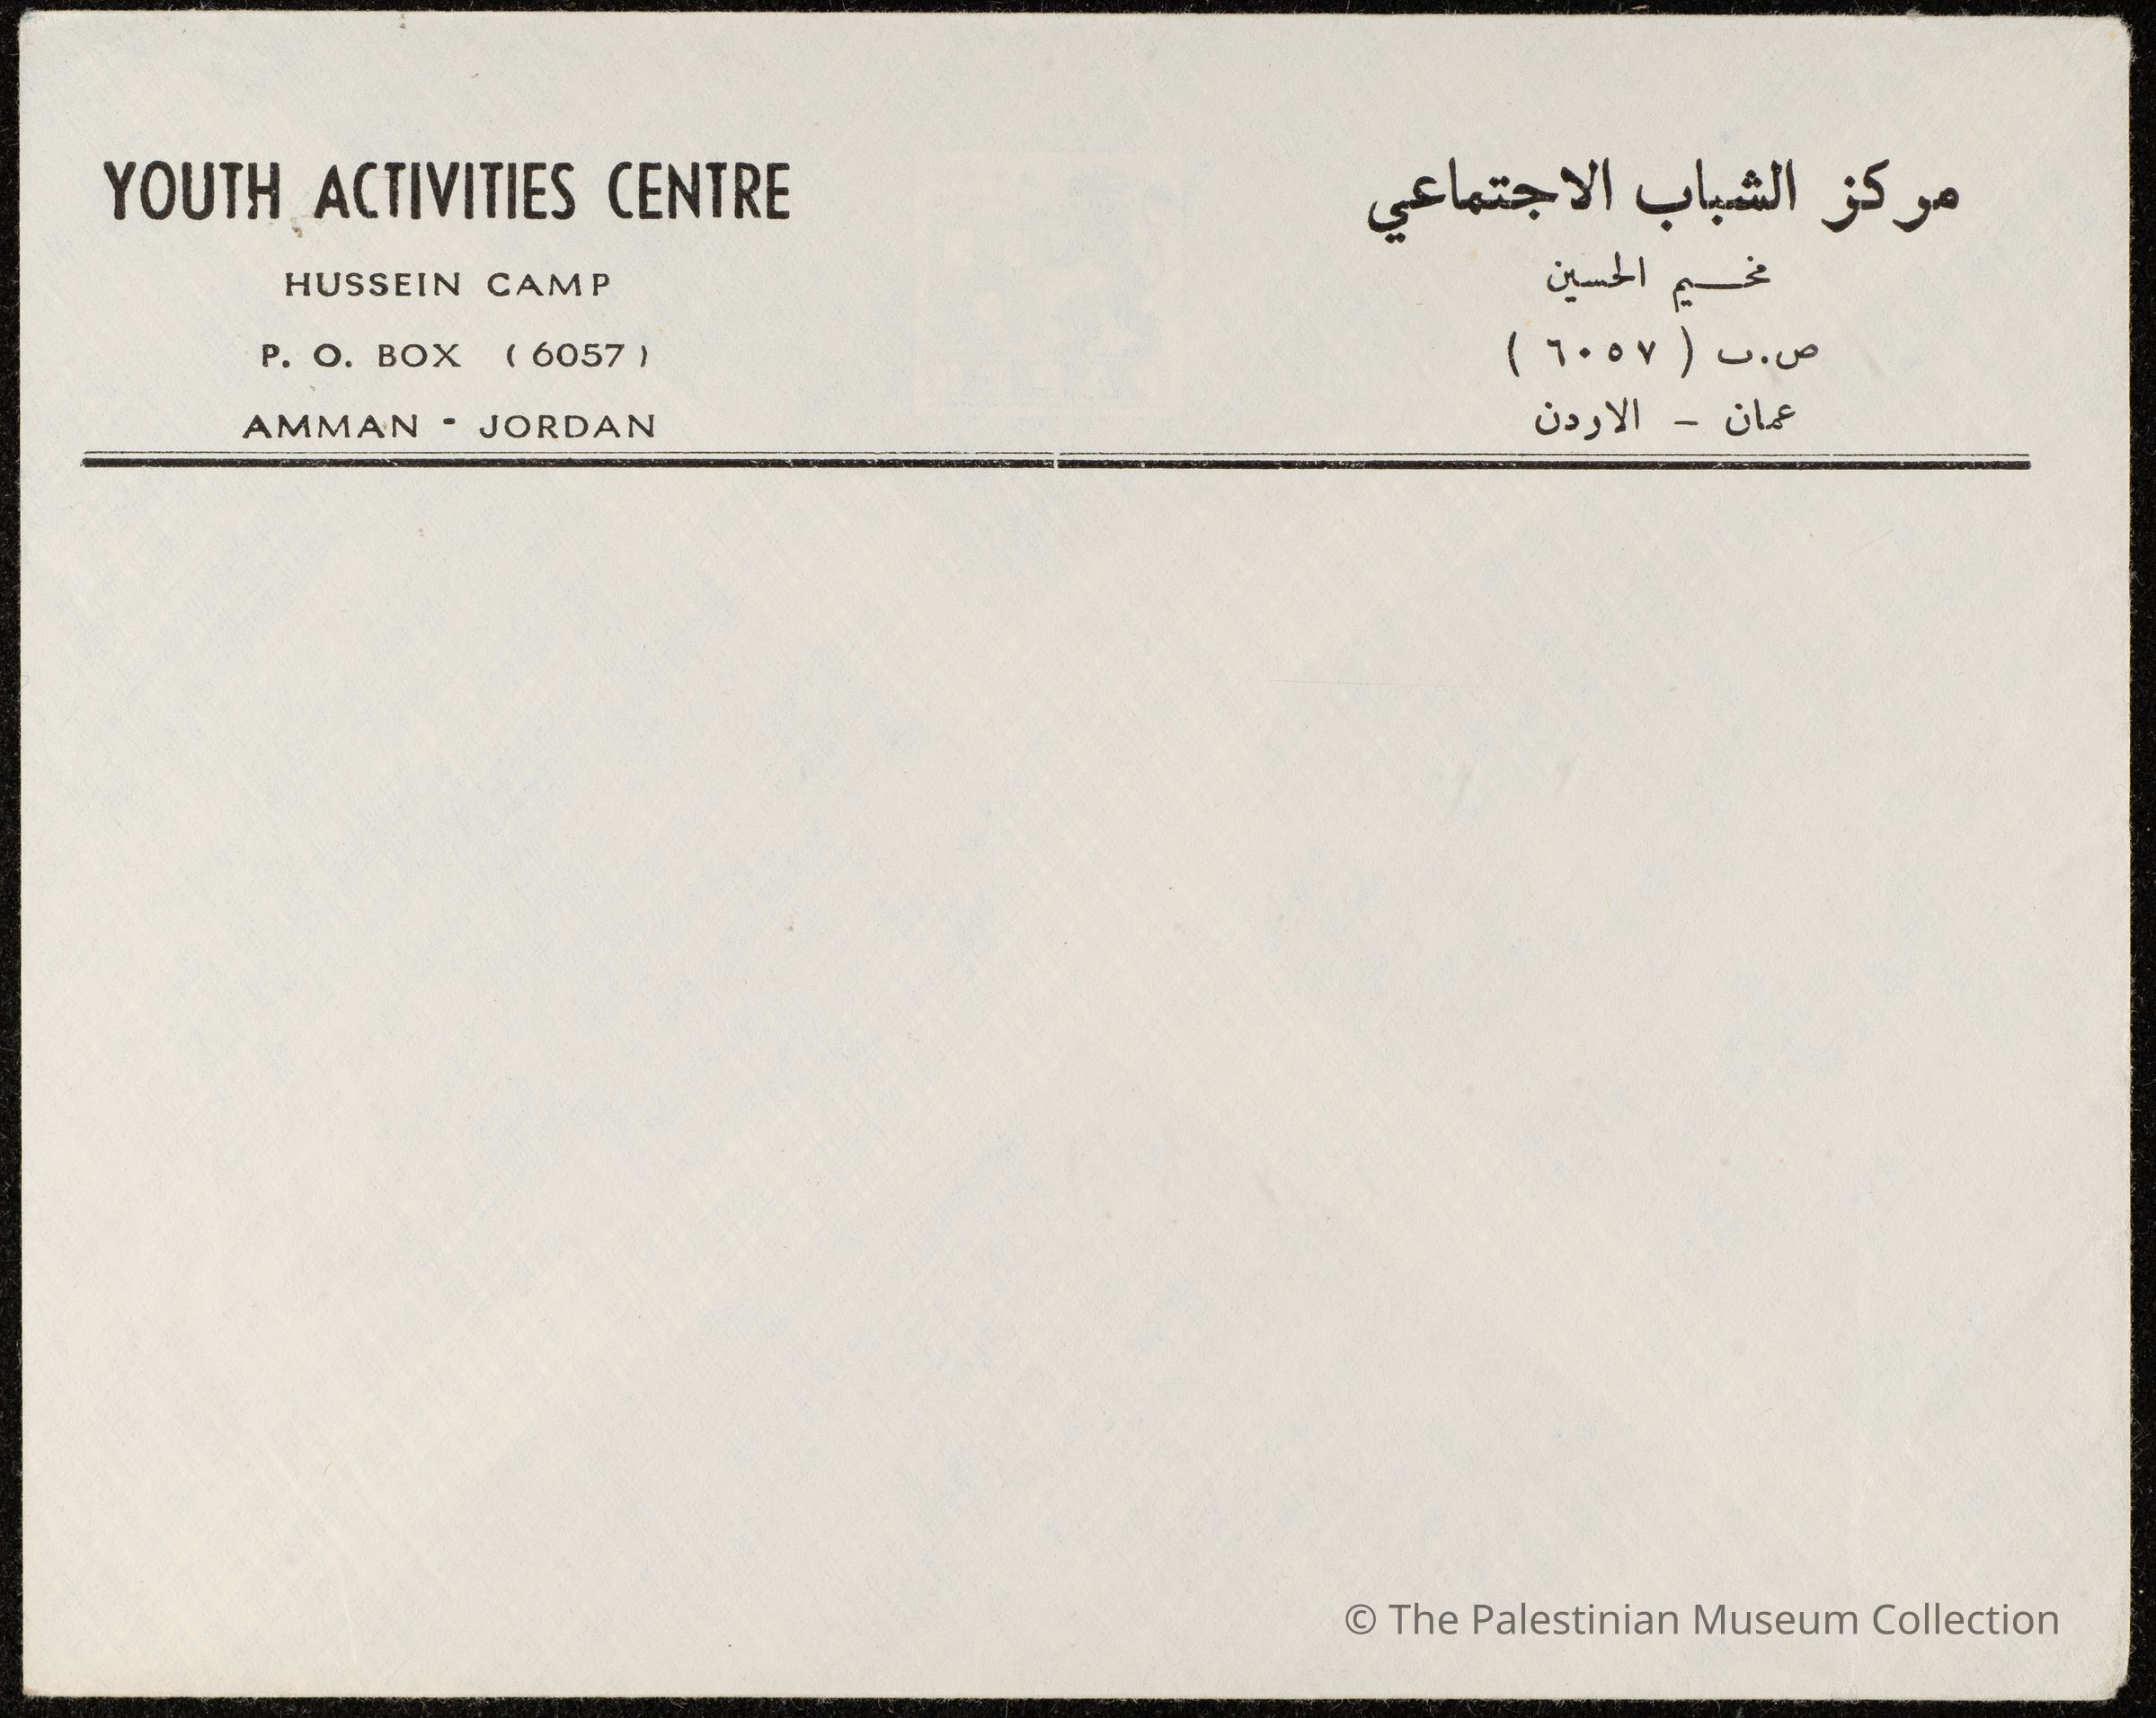 YOUTH ACTIVITIES CENTRE
HUSSEIN CAMP
P. O. BOX ( 6057 )
AMMAN - JORDAN
مركز الشباب الاجتماعي
مخـــيم الحسين
ص.ب ( ٦٠٥٧ )
عمان - الاردن
© The Palestinian Museum Collection